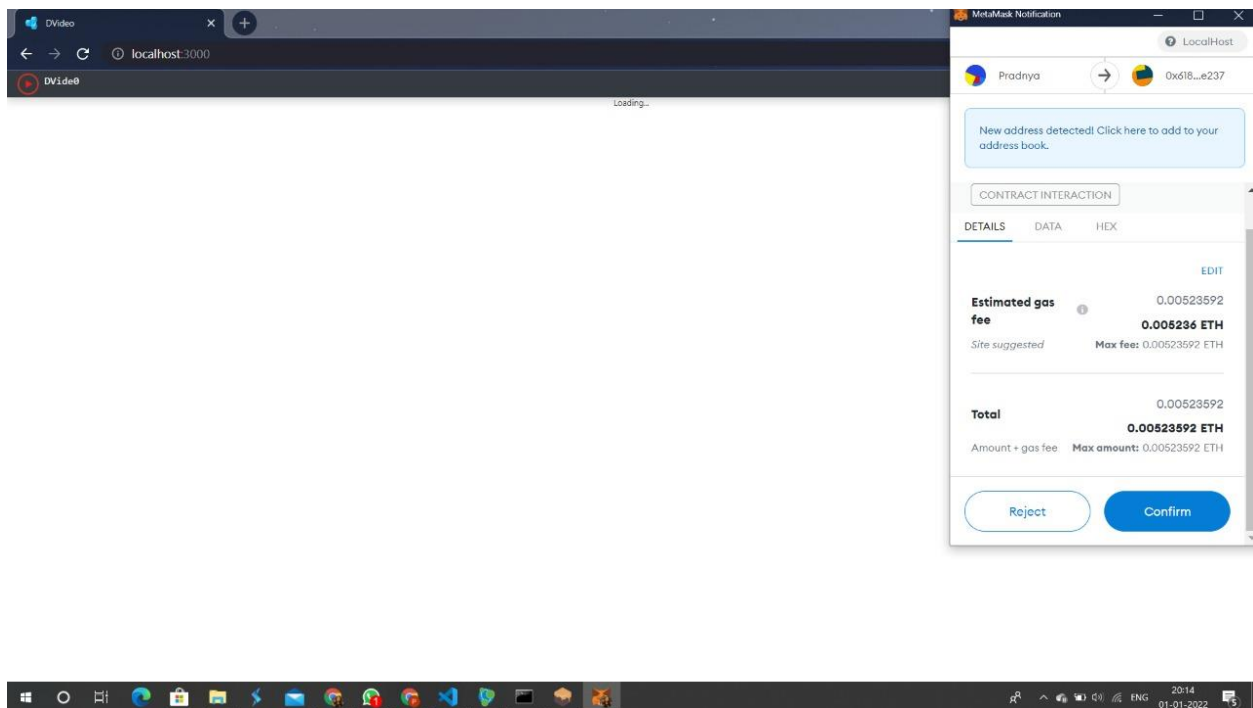 DVideo
localhost:3000
DVide0
Loading...
MetaMask Notification
LocalHost
Pradnya
0x618...e237
New address detected! Click here to add to your
address book.
CONTRACT INTERACTION
DETAILS DATA HEX
EDIT
Estimated gas
fee
0.00523592
0.005236 ETH
Site suggested Max fee: 0.00523592 ETH
Total
0.00523592
0.00523592 ETH
Amount + gas fee Max amount: 0.00523592 ETH
Reject Confirm
ENG
20:14
01-01-2022
5